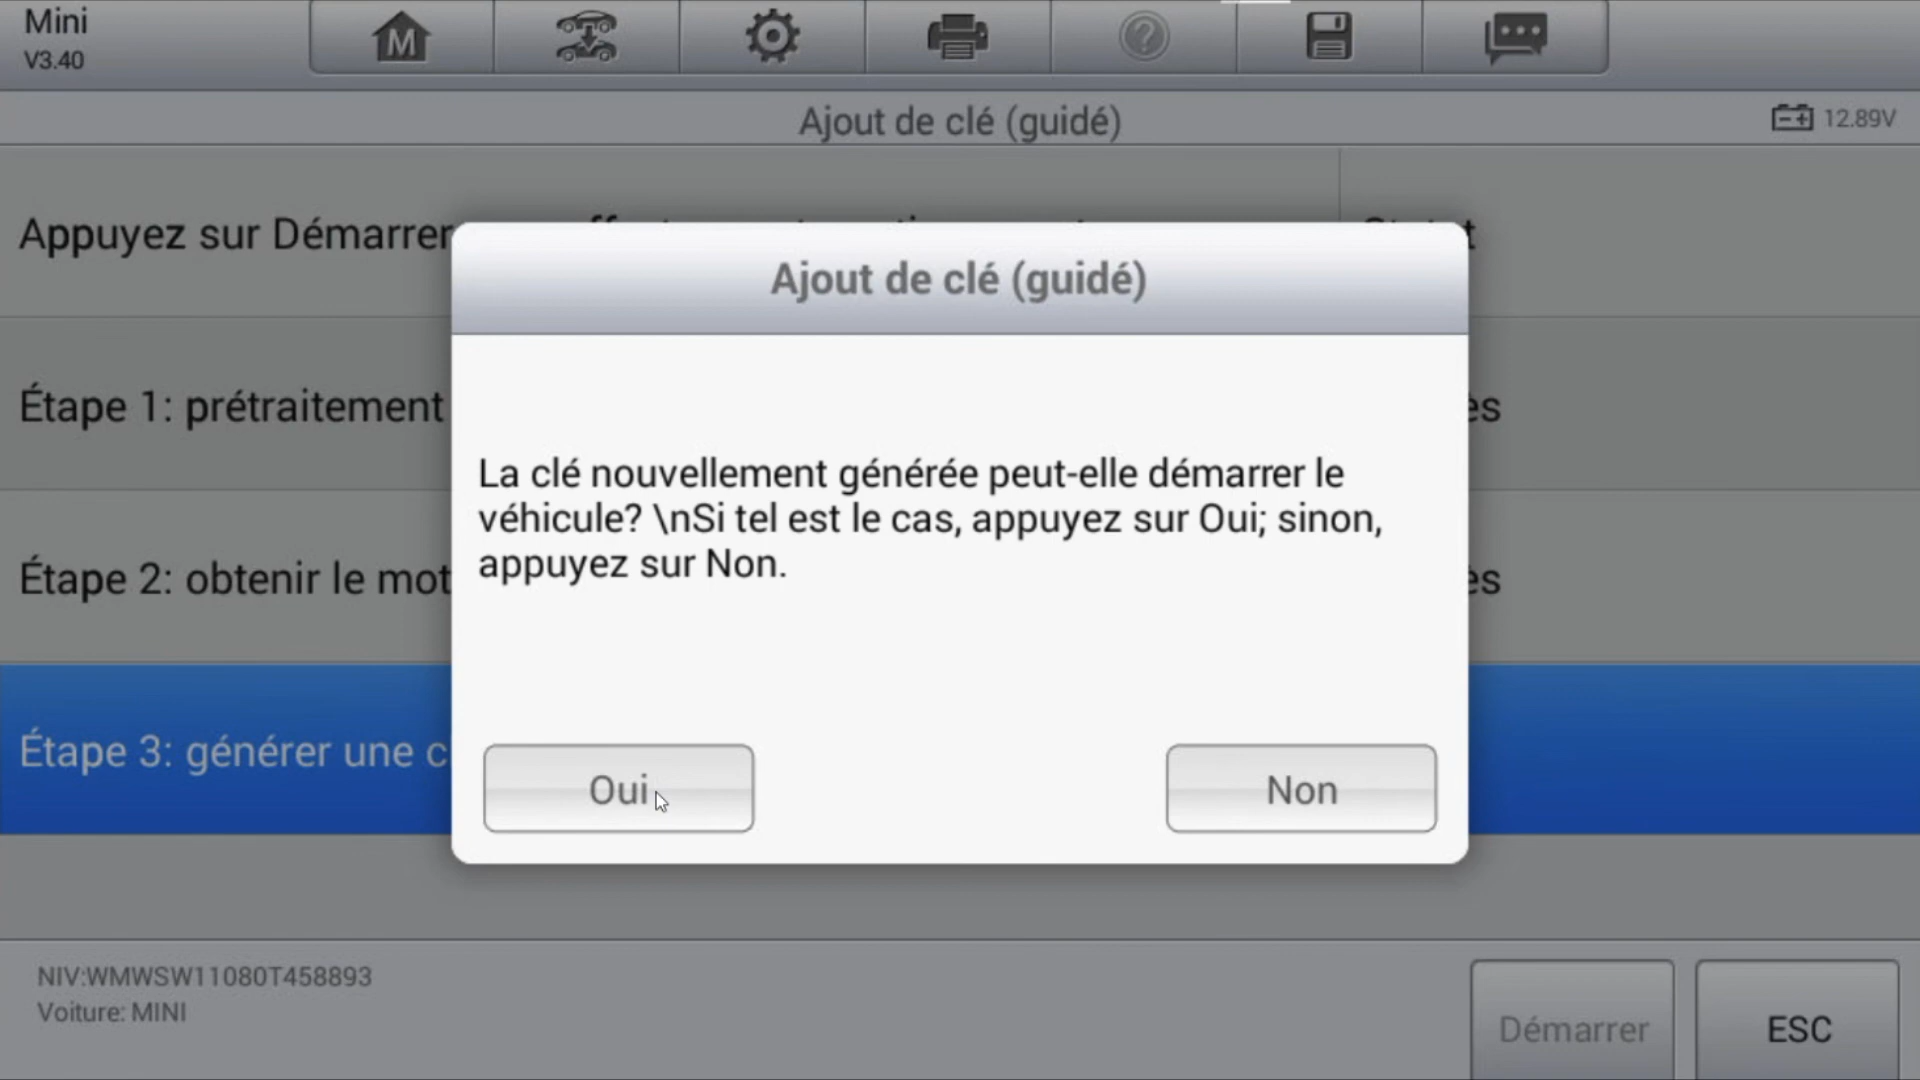 Mini
V3.40
M
?
Ajout de clé (guidé)
12.89V
Appuyez sur Démarrer
Ajout de clé (guidé)
Étape 1: prétraitement
La clé nouvellement générée peut-elle démarrer le
véhicule? \nSi tel est le cas, appuyez sur Oui; sinon,
appuyez sur Non.
Étape 2: obtenir le mot
Étape 3: générer une c
Oui
Non
NIV:WMWSW11080T458893
Voiture: MINI
Démarrer
ESC